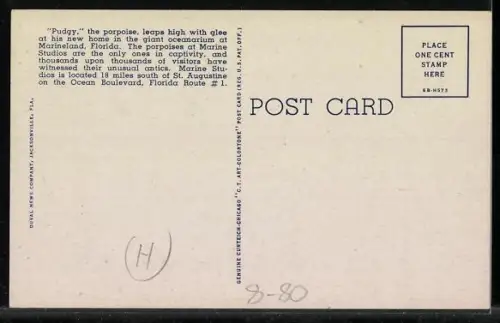 "Pudgy," the porpoise, leaps high with glee
at his new home in the giant oceanarium at
Marineland, Florida. The porpoises at Marine
Studios are the only ones in captivity, and
thousands upon thousands of visitors have
witnessed their unusual antics. Marine Stu-
dios is located 18 miles south of St. Augustine
on the Ocean Boulevard, Florida Route #1.
DUVAL NEWS COMPANY, JACKSONVILLE, FLA.
GENUINE CURTEICH-CHICAGO "C.T. ART-COLORTONE" POST CARD (REG. U.S. PAT. OFF.)
POST CARD
PLACE
ONE CENT
STAMP
HERE
6B-H573
H
8-80